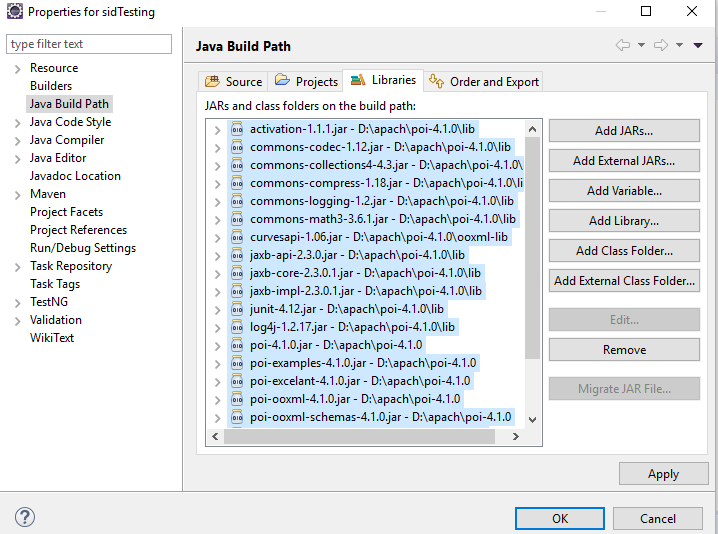 Properties for sidTesting
type filter text
Resource
Builders
Java Build Path
Java Code Style
Java Compiler
Java Editor
Javadoc Location
Maven
Project Facets
Project References
Run/Debug Settings
Task Repository
Task Tags
TestNG
Validation
WikiText
Java Build Path
Source
Projects
Libraries
Order and Export
JARs and class folders on the build path:
activation-1.1.1.jar - D:\apach\poi-4.1.0\lib
commons-codec-1.12.jar - D:\apach\poi-4.1.0\lib
commons-collections4-4.3.jar - D:\apach\poi-4.1.0\
commons-compress-1.18.jar - D:\apach\poi-4.1.0\li
commons-logging-1.2.jar - D:\apach\poi-4.1.0\lib
commons-math3-3.6.1.jar - D:\apach\poi-4.1.0\lib
curvesapi-1.06.jar - D:\apach\poi-4.1.0\ooxml-lib
jaxb-api-2.3.0.jar - D:\apach\poi-4.1.0\lib
jaxb-core-2.3.0.1.jar - D:\apach\poi-4.1.0\lib
jaxb-impl-2.3.0.1.jar - D:\apach\poi-4.1.0\lib
junit-4.12.jar - D:\apach\poi-4.1.0\lib
log4j-1.2.17.jar - D:\apach\poi-4.1.0\lib
poi-4.1.0.jar - D:\apach\poi-4.1.0
poi-examples-4.1.0.jar - D:\apach\poi-4.1.0
poi-excelant-4.1.0.jar - D:\apach\poi-4.1.0
poi-ooxml-4.1.0.jar - D:\apach\poi-4.1.0
poi-ooxml-schemas-4.1.0.jar - D:\apach\poi-4.1.0
Add JARs...
Add External JARs...
Add Variable...
Add Library...
Add Class Folder...
Add External Class Folder...
Edit...
Remove
Migrate JAR File...
Apply
OK
Cancel